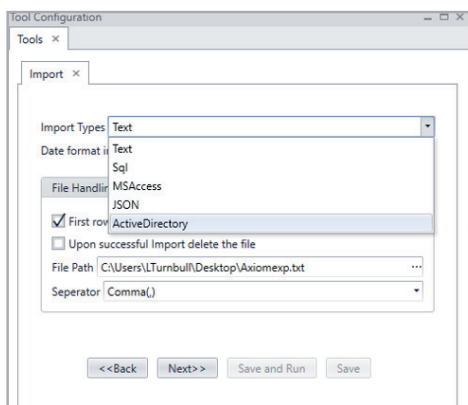 Tool Configuration
Tools ×
Import ×
Import Types Text
Date format i
Text
Sql
MSAccess
JSON
ActiveDirectory
File Handli
First row
Upon successful Import delete the file
File Path C:\Users\LTurnbull\Desktop\Axiomexp.txt ...
Seperator Comma(,)
<<Back Next>> Save and Run Save